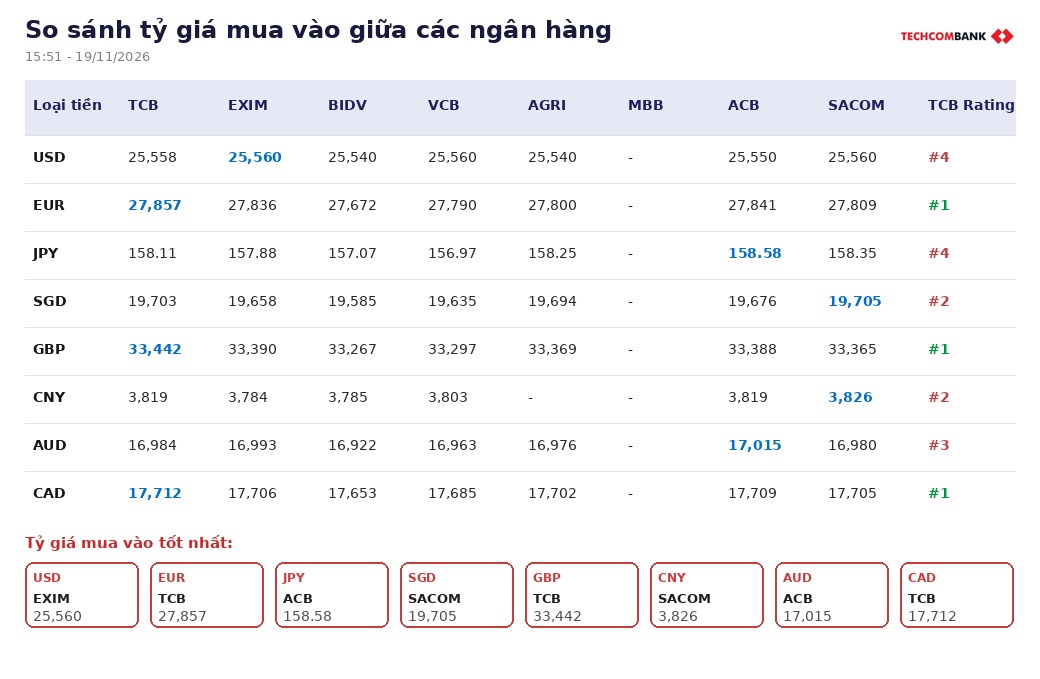 So sánh tỷ giá mua vào giữa các ngân hàng
TECHCOMBANK
15:51 - 19/11/2026
Loại tiền TCB EXIM BIDV VCB AGRI MBB ACB SACOM TCB Rating
USD 25,558 25,560 25,540 25,560 25,540 - 25,550 25,560 #4
EUR 27,857 27,836 27,672 27,790 27,800 - 27,841 27,809 #1
JPY 158.11 157.88 157.07 156.97 158.25 - 158.58 158.35 #4
SGD 19,703 19,658 19,585 19,635 19,694 - 19,676 19,705 #2
GBP 33,442 33,390 33,267 33,297 33,369 - 33,388 33,365 #1
CNY 3,819 3,784 3,785 3,803 - - 3,819 3,826 #2
AUD 16,984 16,993 16,922 16,963 16,976 - 17,015 16,980 #3
CAD 17,712 17,706 17,653 17,685 17,702 - 17,709 17,705 #1
Tỷ giá mua vào tốt nhất:
USD EUR JPY SGD GBP CNY AUD CAD
EXIM TCB ACB SACOM TCB SACOM ACB TCB
25,560 27,857 158.58 19,705 33,442 3,826 17,015 17,712